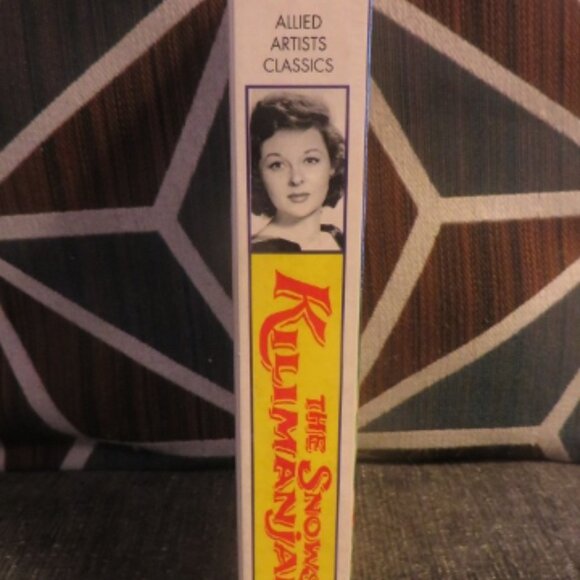 ALLIED
ARTISTS
CLASSICS
THE SNOWS
KILIMANJA